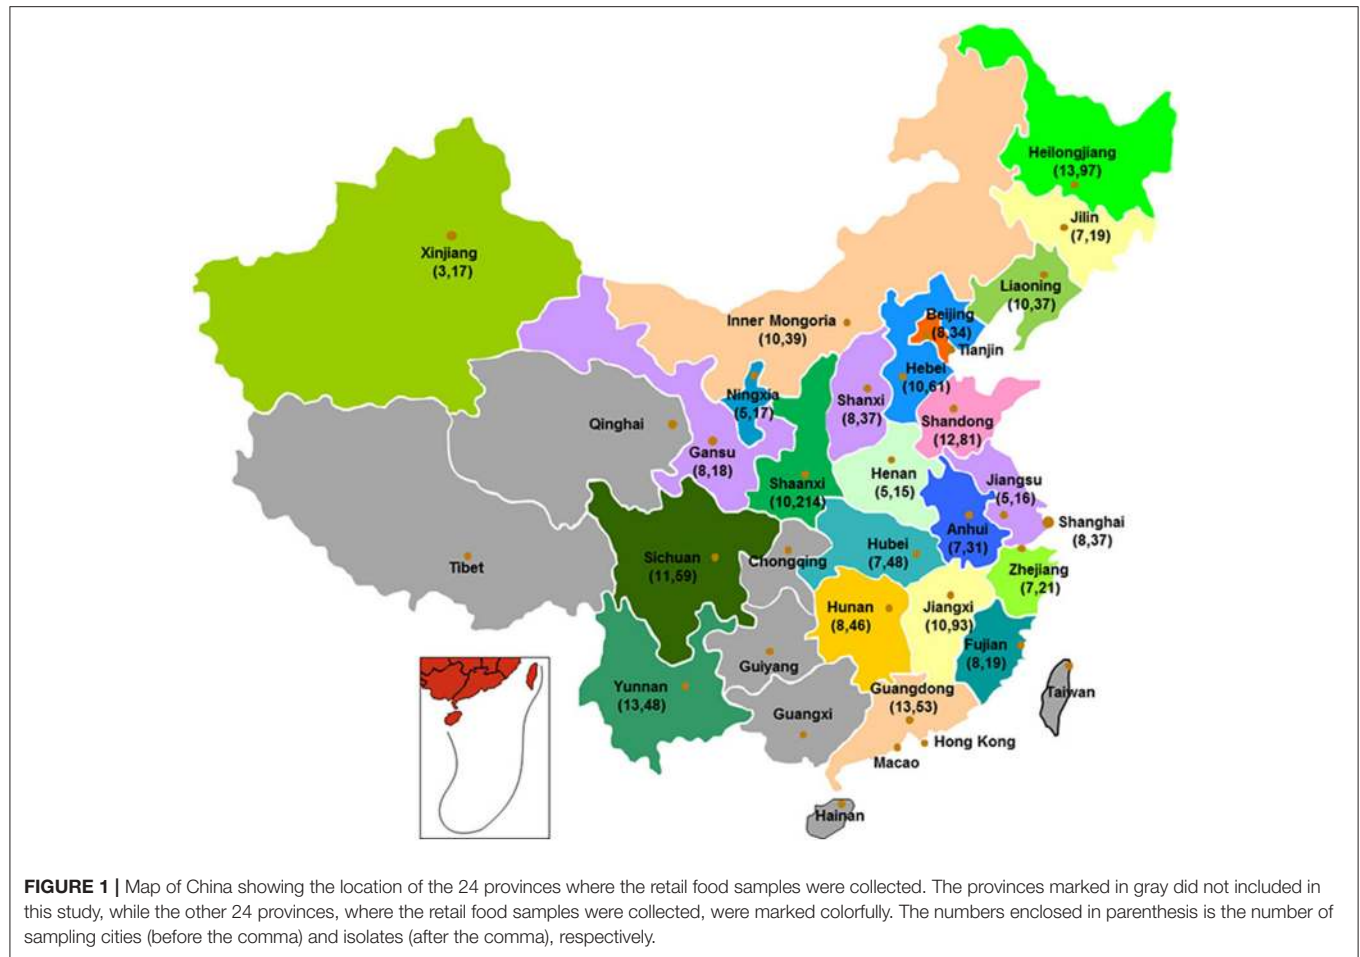 Heilongjiang
(13,97)
Jilin
(7,19)
Xinjiang
(3,17)
Liaoning
(10,37)
Inner Mongoria
(10,39)
Beijing
(8,34)
Tianjin
Hebei
(10,61)
Ningxia
(5,17)
Shanxi
(8,37)
Shandong
(12,81)
Qinghai
Gansu
(8,18)
Shaanxi
(10,214)
Henan
(5,15)
Jiangsu
(5,16)
Anhui
(7,31)
Shanghai
(8,37)
Tibet
Sichuan
(11,59)
Chongqing
Hubei
(7,48)
Zhejiang
(7,21)
Hunan
(8,46)
Jiangxi
(10,93)
Fujian
(8,19)
Guiyang
Yunnan
(13,48)
Guangxi
Guangdong
(13,53)
Taiwan
Hong Kong
Macao
Hainan
FIGURE 1 | Map of China showing the location of the 24 provinces where the retail food samples were collected. The provinces marked in gray did not included in
this study, while the other 24 provinces, where the retail food samples were collected, were marked colorfully. The numbers enclosed in parenthesis is the number of
sampling cities (before the comma) and isolates (after the comma), respectively.